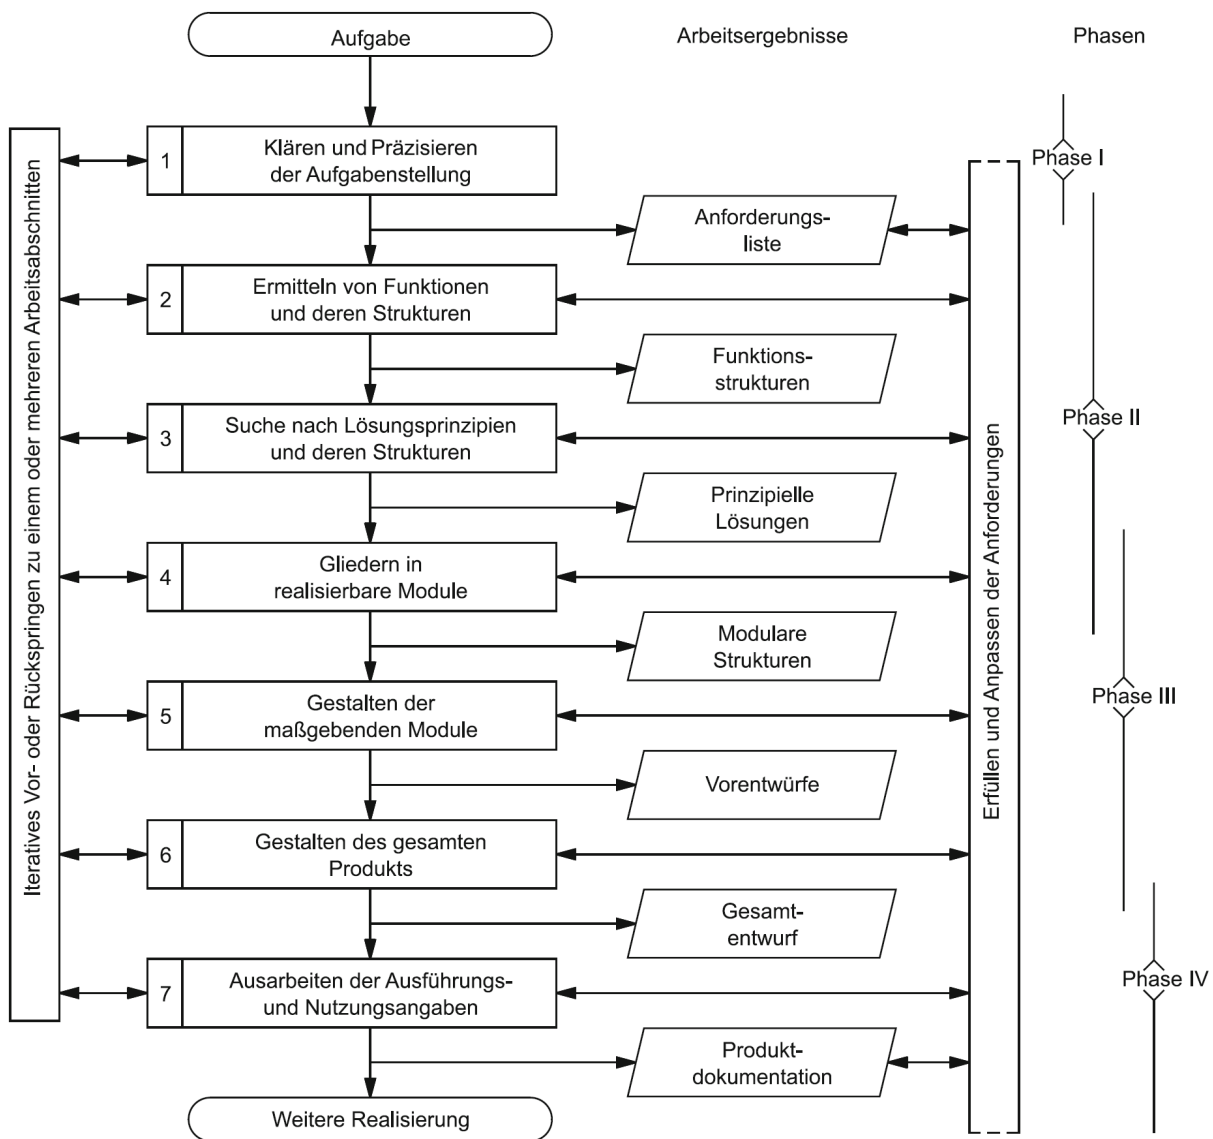 Aufgabe
Arbeitsergebnisse
Phasen
Iteratives Vor- oder Rückspringen zu einem oder mehreren Arbeitsabschnitten
1
Klären und Präzisieren
der Aufgabenstellung
Phase I
Anforderungs-
liste
2
Ermitteln von Funktionen
und deren Strukturen
Funktions-
strukturen
3
Suche nach Lösungsprinzipien
und deren Strukturen
Phase II
Prinzipielle
Lösungen
Erfüllen und Anpassen der Anforderungen
4
Gliedern in
realisierbare Module
Modulare
Strukturen
5
Gestalten der
maßgebenden Module
Phase III
Vorentwürfe
6
Gestalten des gesamten
Produkts
Gesamt-
entwurf
7
Ausarbeiten der Ausführungs-
und Nutzungsangaben
Phase IV
Produkt-
dokumentation
Weitere Realisierung